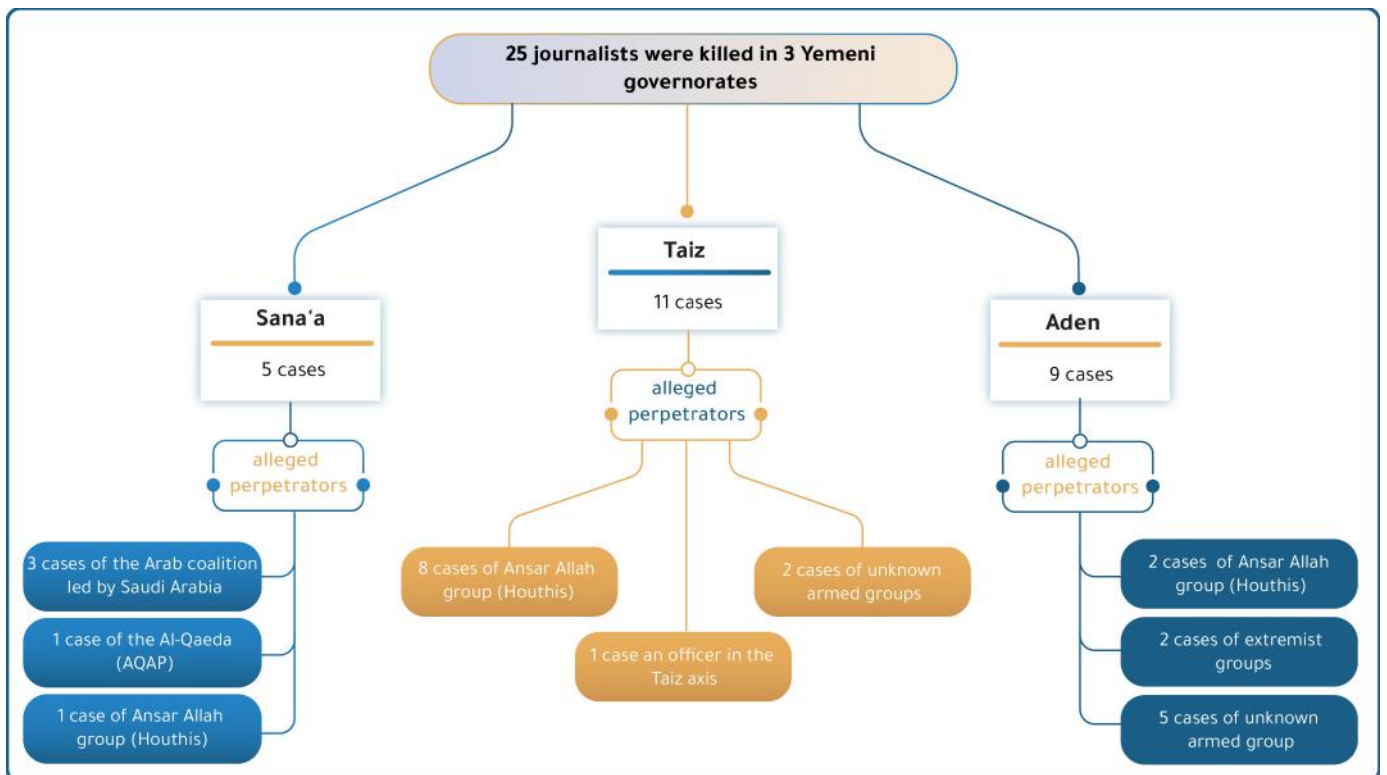 25 journalists were killed in 3 Yemeni
governorates
Sana'a
5 cases
alleged
perpetrators
3 cases of the Arab coalition
led by Saudi Arabia
1 case of the Al-Qaeda
(AQAP)
1 case of Ansar Allah
group (Houthis)
Taiz
11 cases
alleged
perpetrators
8 cases of Ansar Allah
group (Houthis)
1 case an officer in the
Taiz axis
2 cases of unknown
armed groups
Aden
9 cases
alleged
perpetrators
2 cases of Ansar Allah
group (Houthis)
2 cases of extremist
groups
5 cases of unknown
armed group